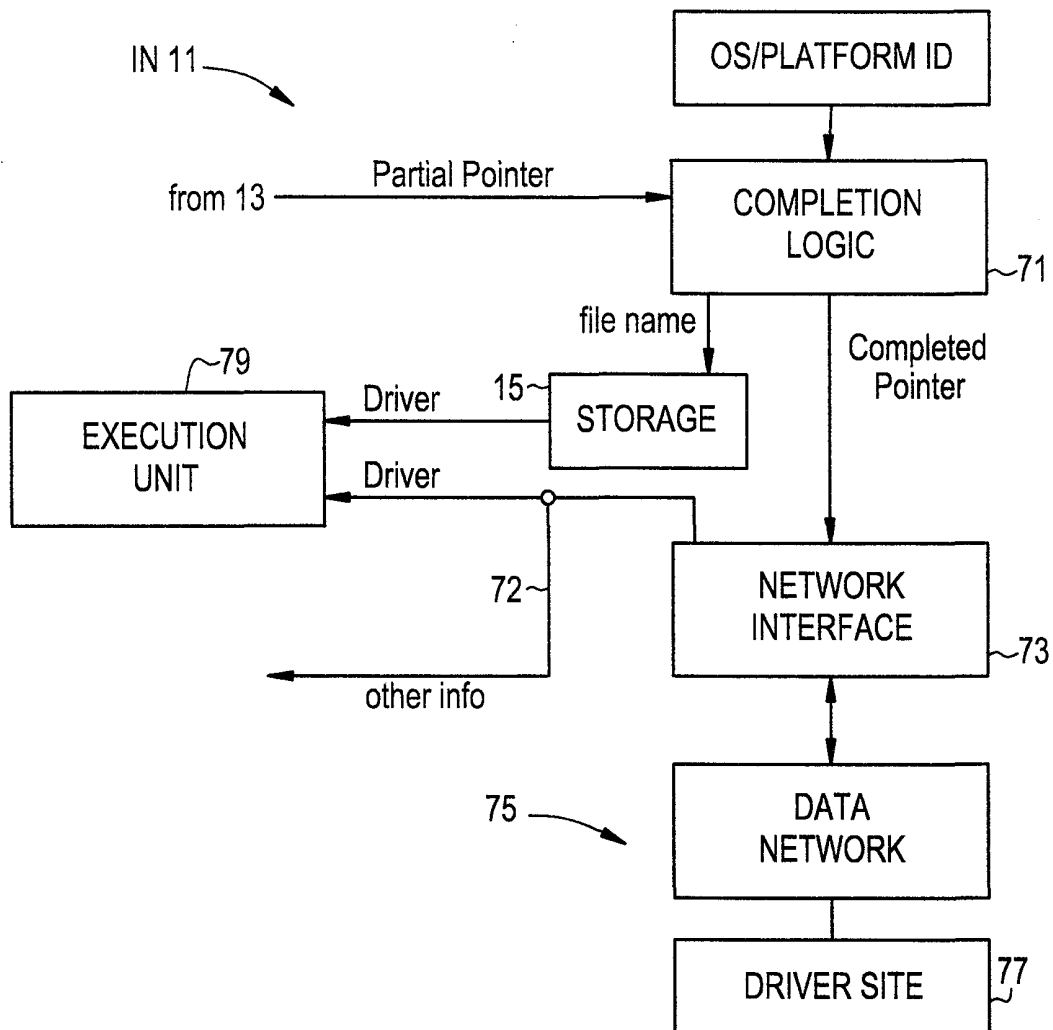 IN 11
OS/PLATFORM ID
from 13
Partial Pointer
COMPLETION
LOGIC
71
file name
Completed
Pointer
79
EXECUTION
UNIT
Driver
15
STORAGE
Driver
72
other info
NETWORK
INTERFACE
73
75
DATA
NETWORK
DRIVER SITE
77